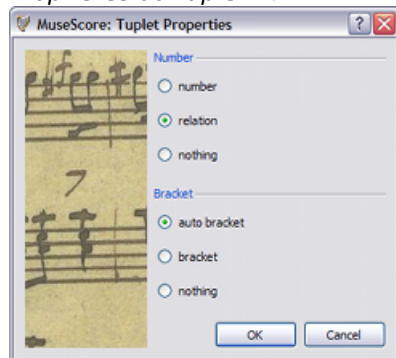 MuseScore: Tuplet Properties
Number
number
relation
nothing
Bracket
auto bracket
bracket
nothing
OK
Cancel